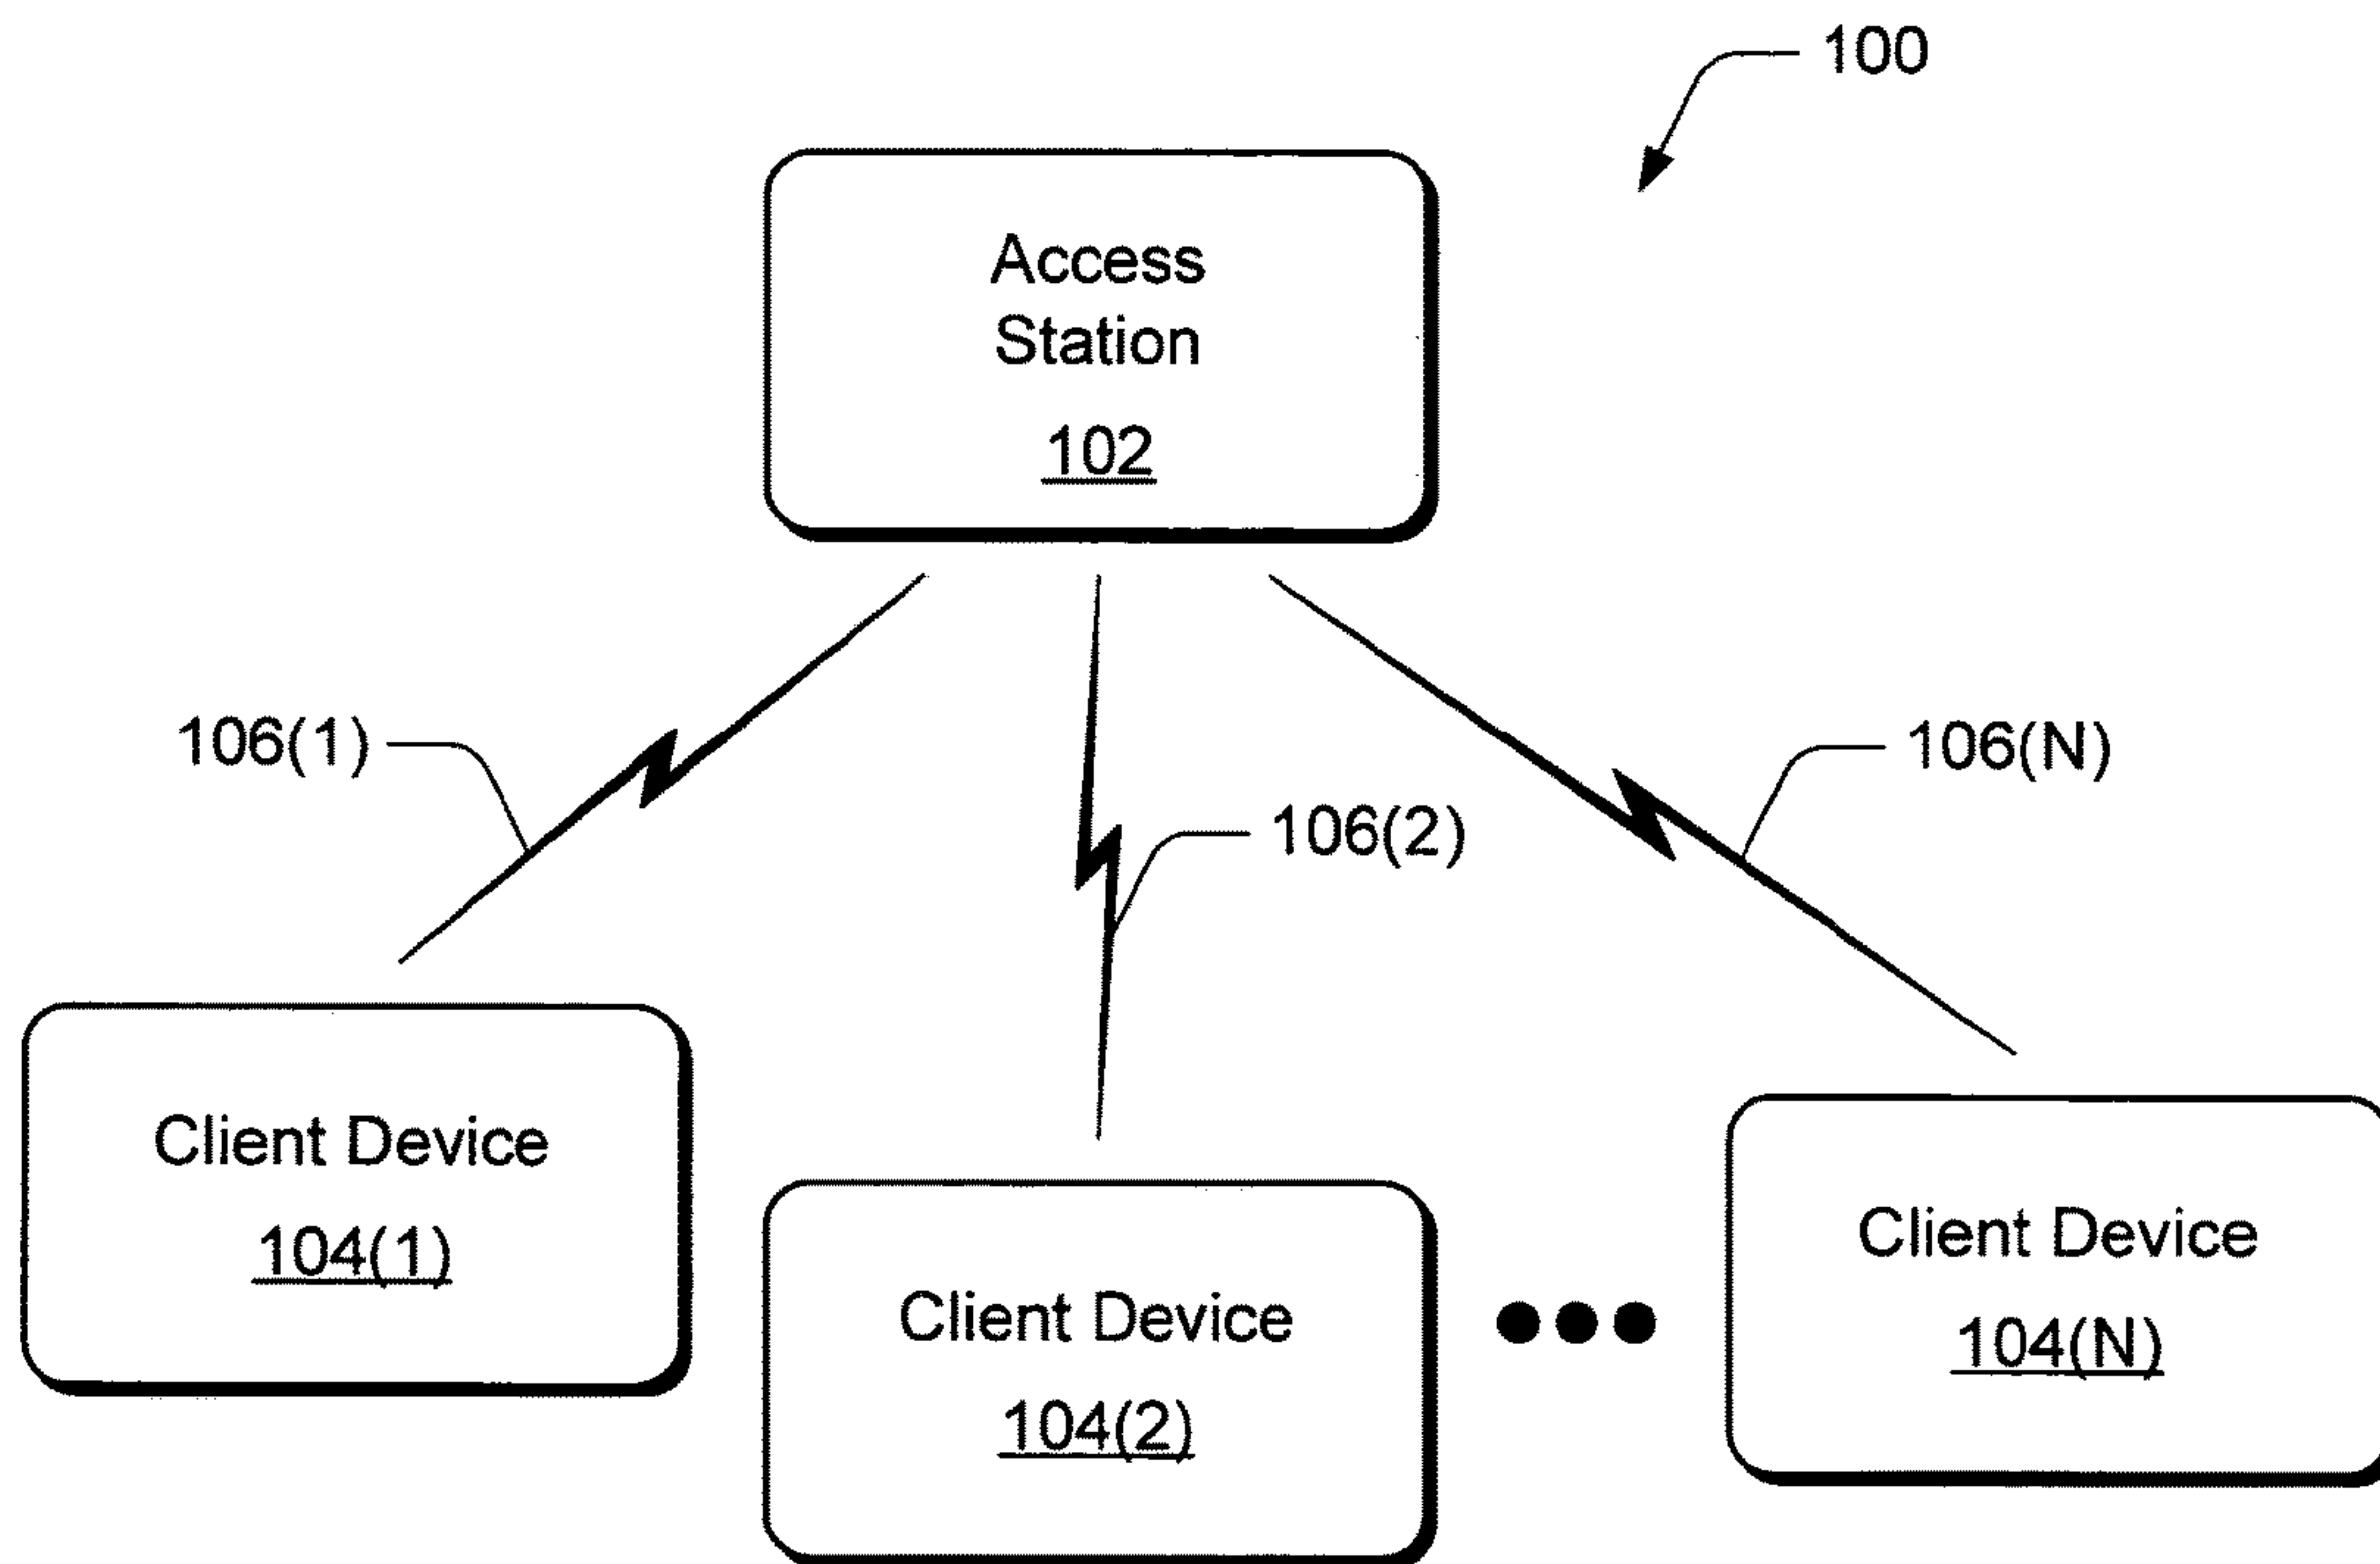 100
Access
Station
102
106(1)
106(N)
106(2)
Client Device
104(1)
Client Device
104(2)
Client Device
104(N)